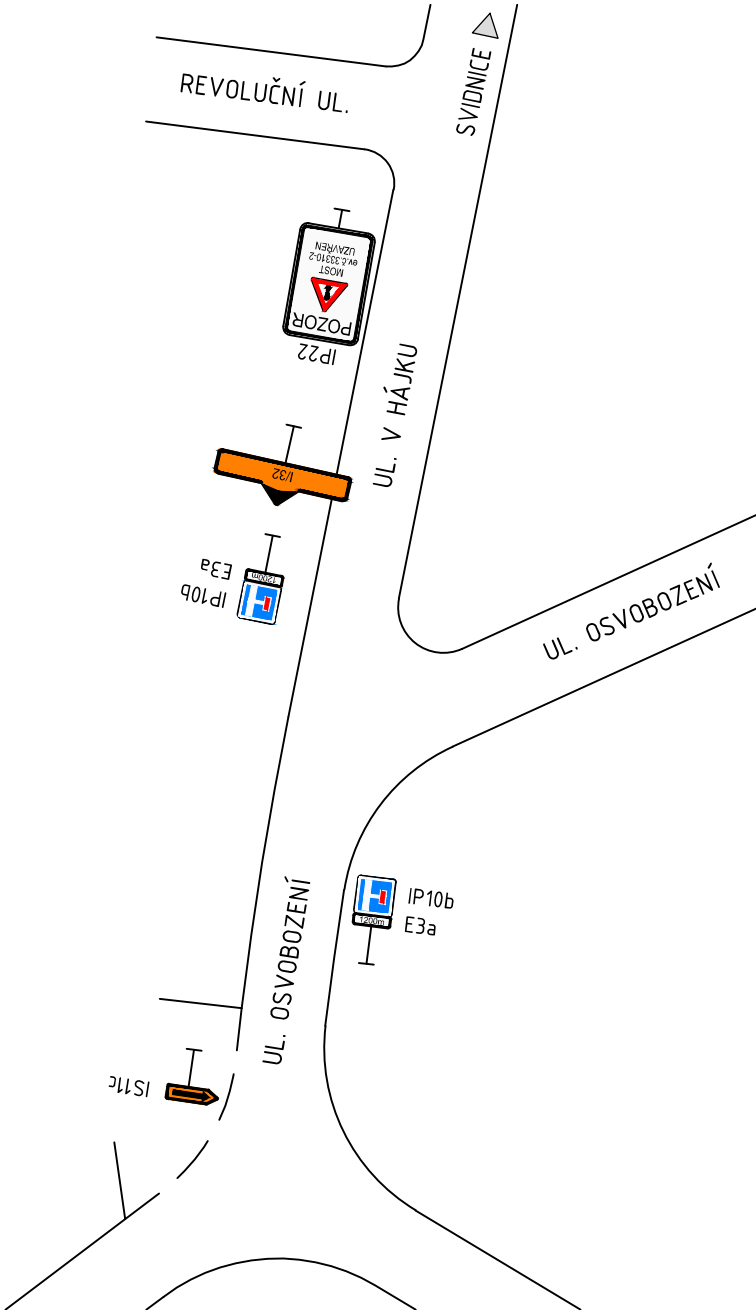 SVIDNICE
REVOLUČNÍ UL.
POZOR
MOST
ev.č.33310-2
UZAVŘEN
IP22
UL. V HÁJKU
I/32
E3a
1200m
IP10b
UL. OSVOBOZENÍ
UL. OSVOBOZENÍ
IP10b
1200m
E3a
IS11c